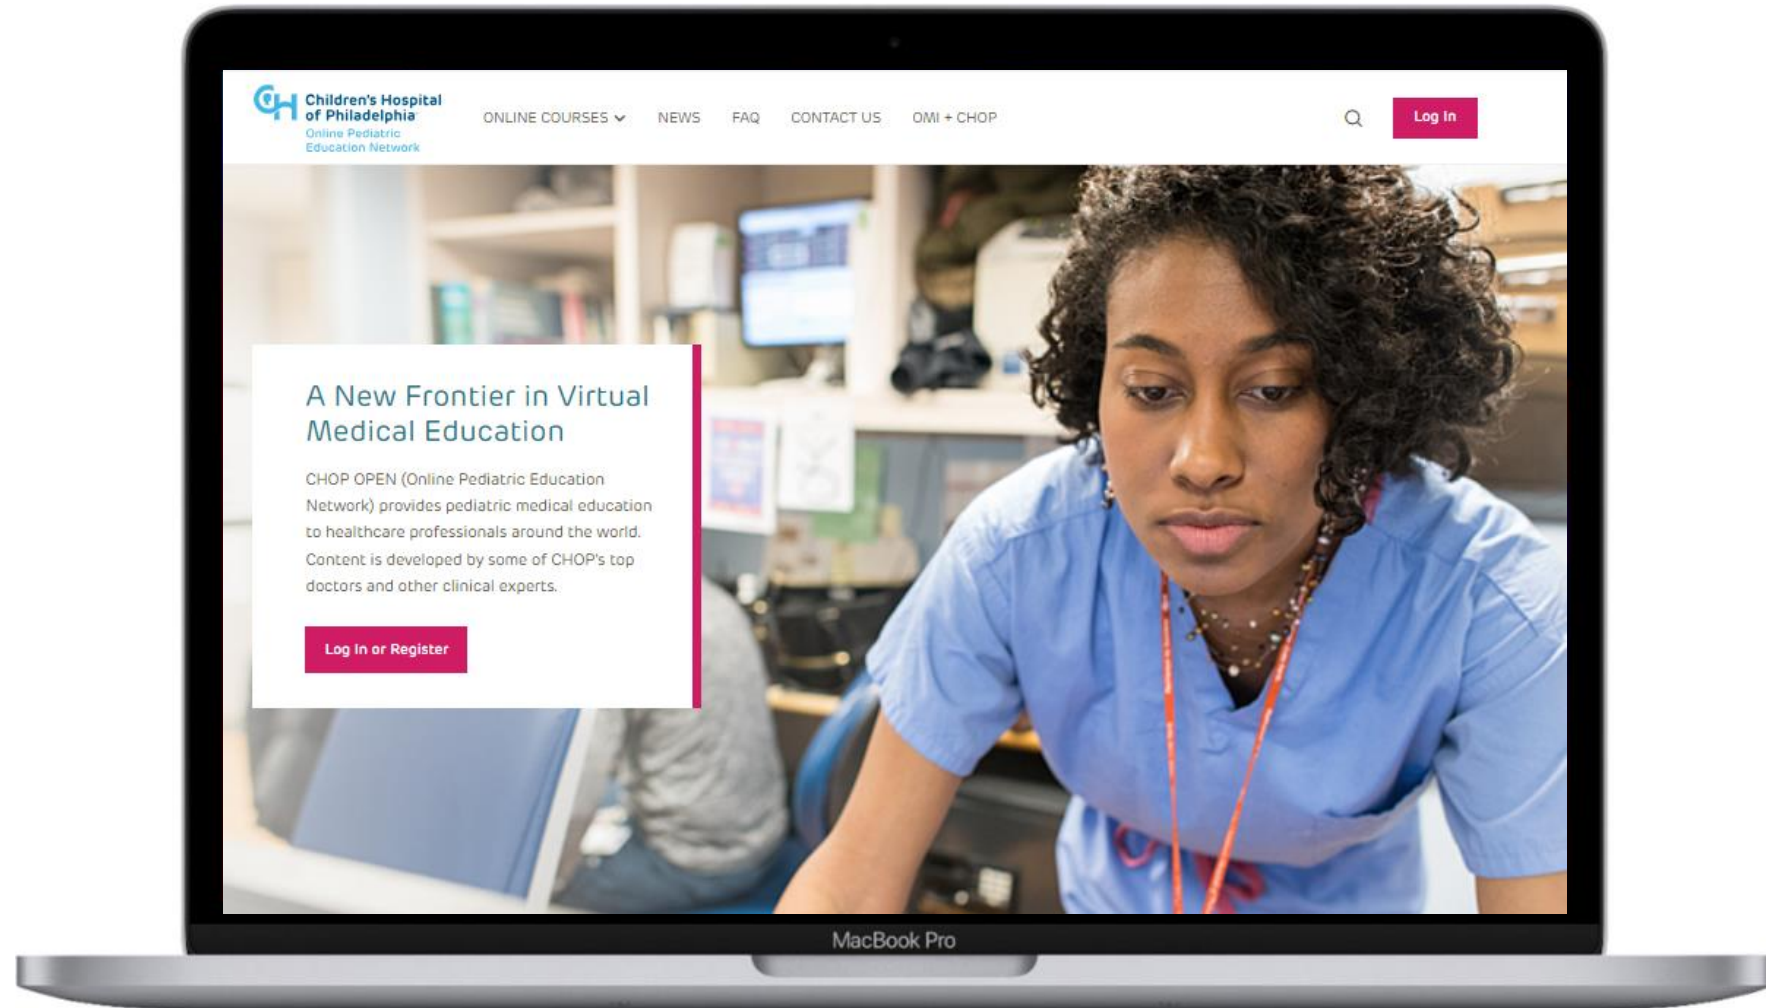 Children's Hospital
of Philadelphia
Online Pediatric
Education Network
ONLINE COURSES
NEWS
FAQ
CONTACT US
OMI + CHOP
Log In
A New Frontier in Virtual
Medical Education
CHOP OPEN (Online Pediatric Education
Network) provides pediatric medical education
to healthcare professionals around the world.
Content is developed by some of CHOP's top
doctors and other clinical experts.
Log In or Register
MacBook Pro